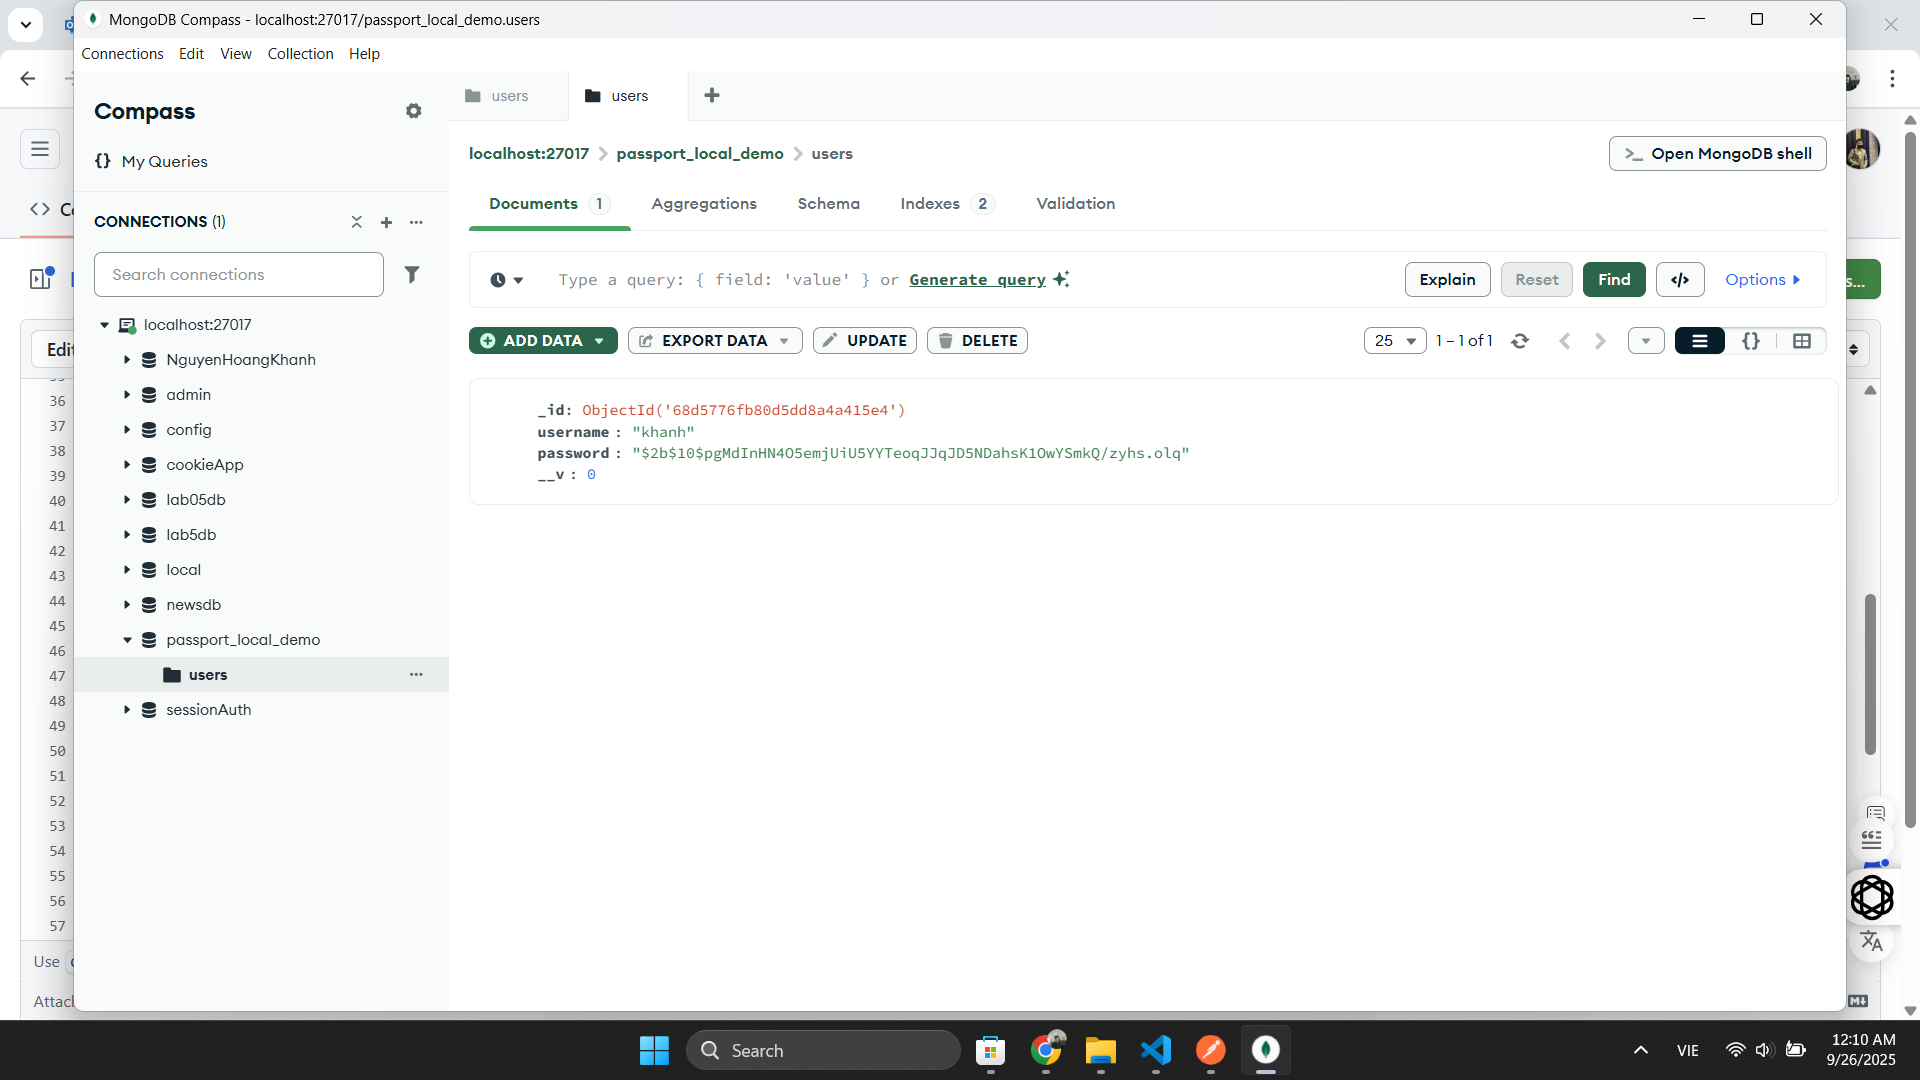 MongoDB Compass - localhost:27017/passport_local_demo.users
Connections Edit View Collection Help
Compass
My Queries
CONNECTIONS (1)
Search connections
localhost:27017
NguyenHoangKhanh
admin
config
cookieApp
lab05db
lab5db
local
newsdb
passport_local_demo
users
sessionAuth
users
users
localhost:27017 > passport_local_demo > users
>_ Open MongoDB shell
Documents 1 Aggregations Schema Indexes 2 Validation
Type a query: { field: 'value' } or Generate query
Explain Reset Find </> Options
ADD DATA EXPORT DATA UPDATE DELETE
25 1 – 1 of 1 {}
_id: ObjectId('68d5776fb80d5dd8a4a415e4')
username : "khanh"
password : "$2b$10$pgMdInHN4O5emjUiU5YYTeoqJJqJD5NDahsK1OwYSmkQ/zyhs.olq"
__v : 0
<> Co
s...
Edit
36
37
38
39
40
41
42
43
44
45
46
47
48
49
50
51
52
53
54
55
56
57
Use
Attach
Search
VIE
12:10 AM
9/26/2025